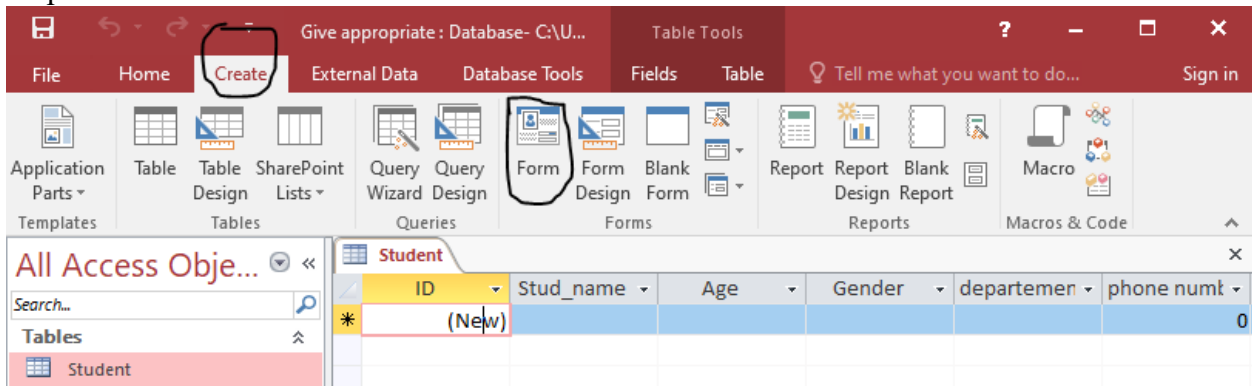 Give appropriate : Database- C:\U... Table Tools ?
File Home Create External Data Database Tools Fields Table Tell me what you want to do... Sign in
Application Parts Table Table Design SharePoint Lists Query Wizard Query Design Form Form Design Blank Form Report Report Design Blank Report Macro
Templates Tables Queries Forms Reports Macros & Code
All Access Obje... « Student
Search... ID Stud_name Age Gender departemen phone numb
Tables * (New) 0
Student